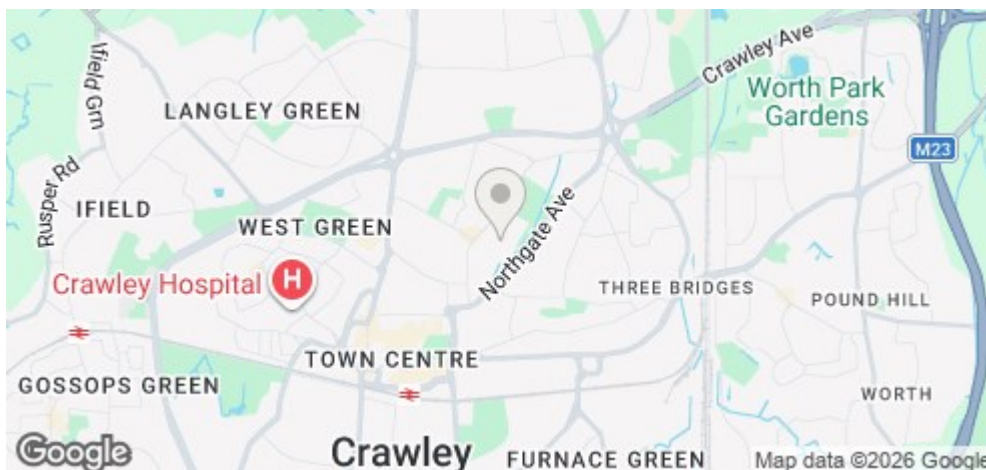 Ifield Grn
Crawley Ave
LANGLEY GREEN
Worth Park
Gardens
M23
Rusper Rd
IFIELD
WEST GREEN
Northgate Ave
Crawley Hospital
H
THREE BRIDGES
POUND HILL
TOWN CENTRE
GOSSOPS GREEN
WORTH
Google
Crawley
FURNACE GREEN
Map data ©2026 Google